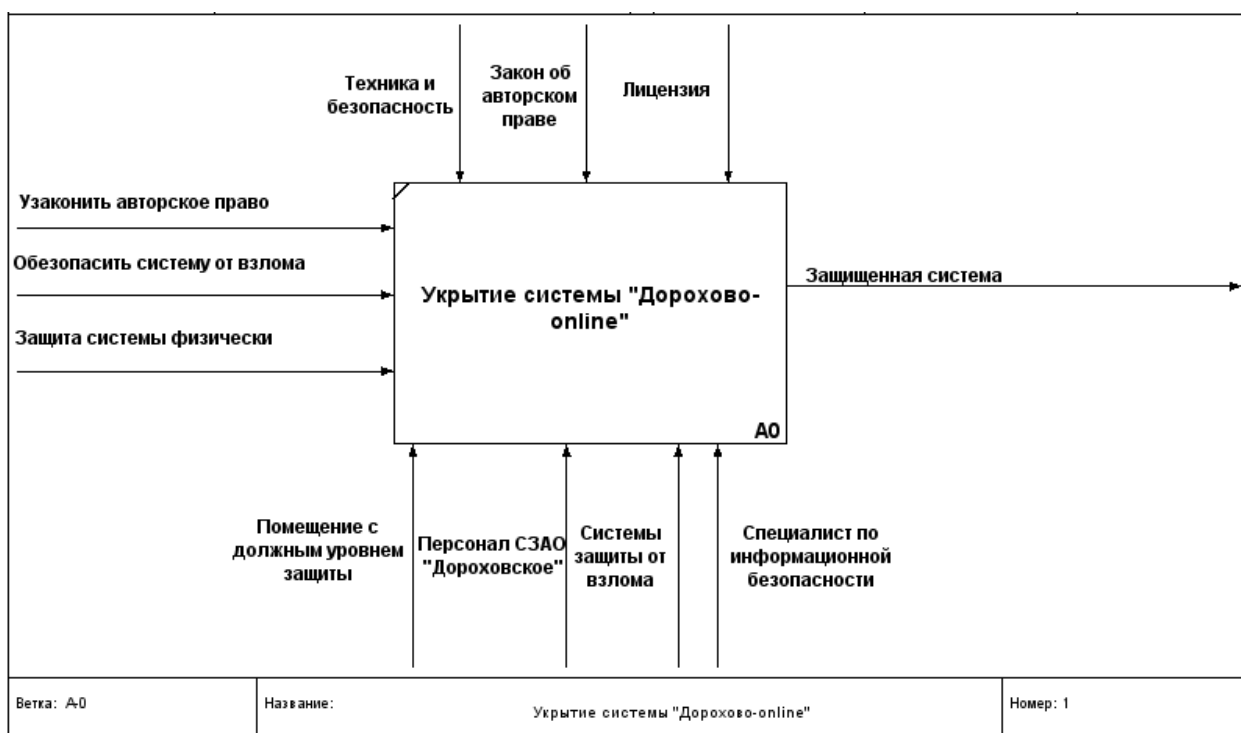 Техника и
безопасность
Закон об
авторском
праве
Лицензия
Узаконить авторское право
Обезопасить систему от взлома
Защита системы физически
Укрытие системы "Дорохово-
online"
A0
Защищенная система
Помещение с
должным уровнем
защиты
Персонал СЗАО
"Дороховское"
Системы
защиты от
взлома
Специалист по
информационной
безопасности
Ветка: A-0
Название:
Укрытие системы "Дорохово-online"
Номер: 1